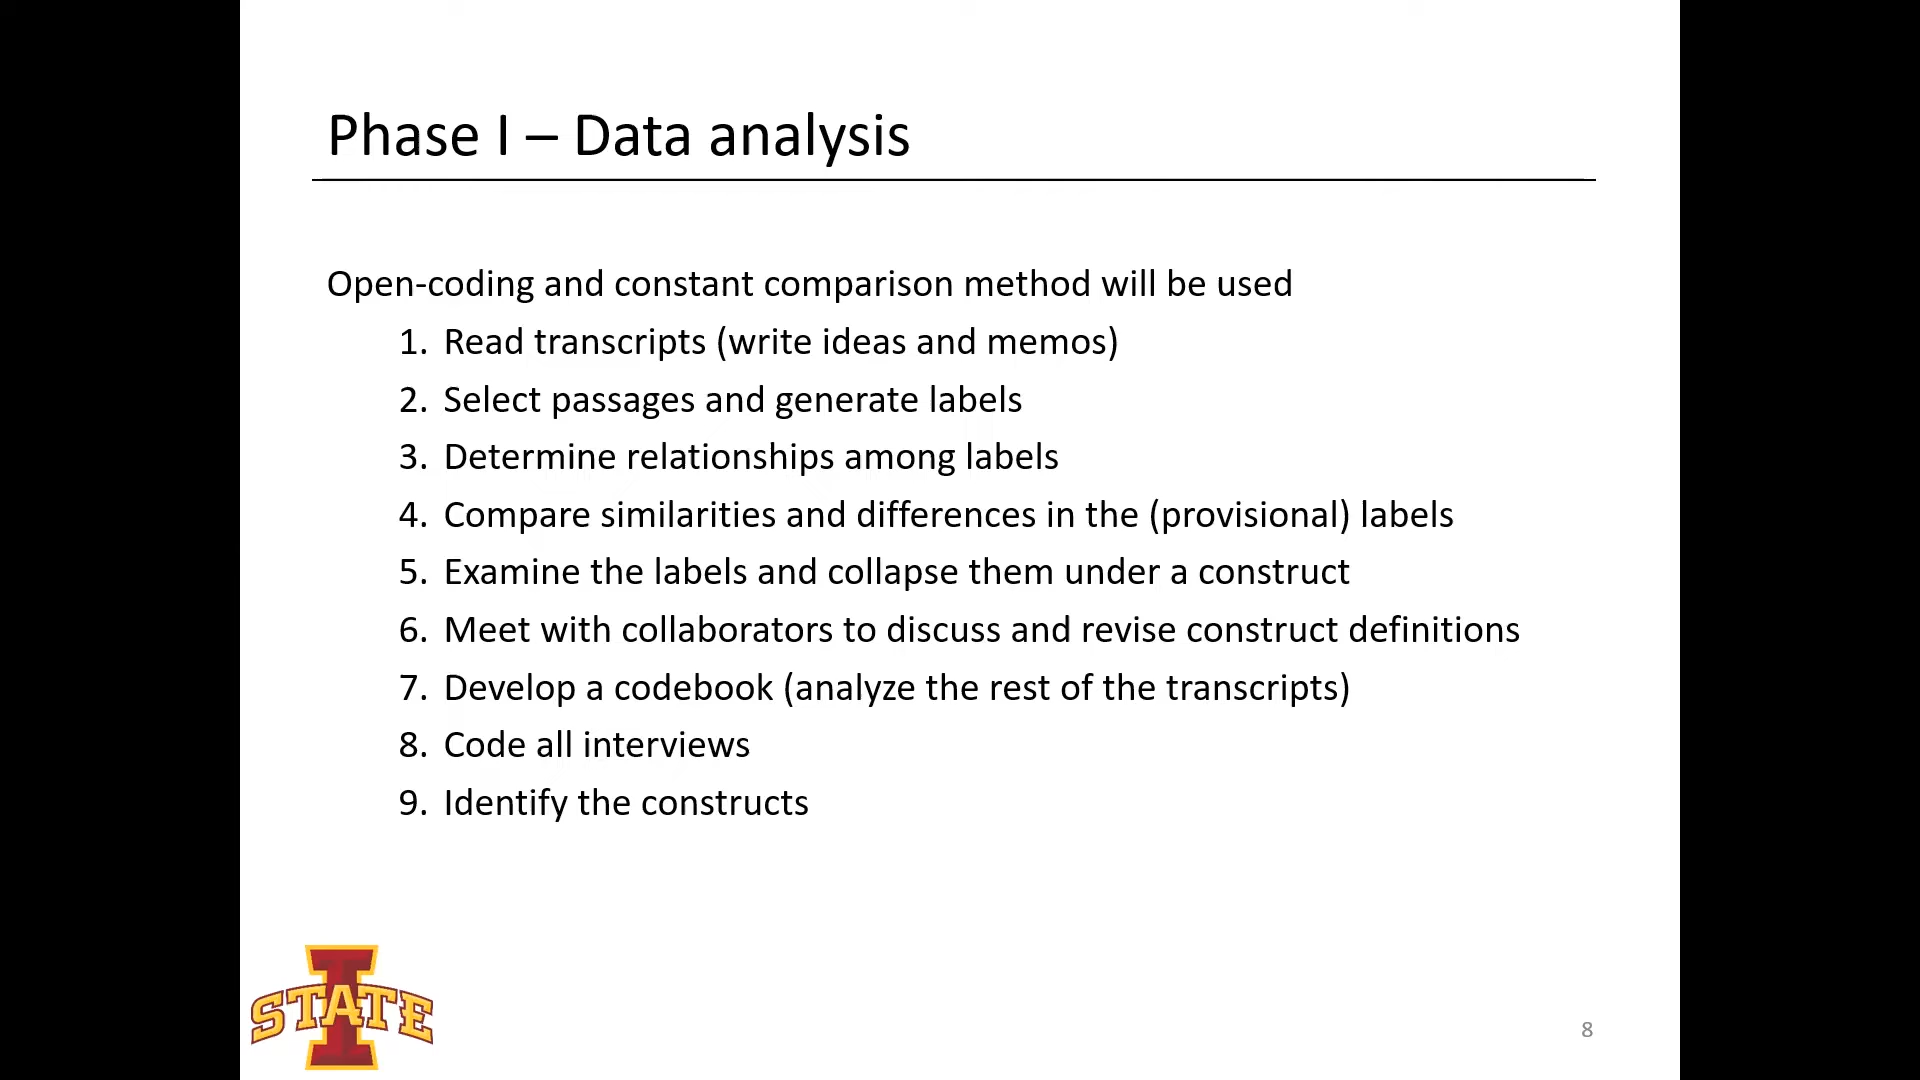 Phase I – Data analysis
Open-coding and constant comparison method will be used
1. Read transcripts (write ideas and memos)
2. Select passages and generate labels
3. Determine relationships among labels
4. Compare similarities and differences in the (provisional) labels
5. Examine the labels and collapse them under a construct
6. Meet with collaborators to discuss and revise construct definitions
7. Develop a codebook (analyze the rest of the transcripts)
8. Code all interviews
9. Identify the constructs
I
STATE
8